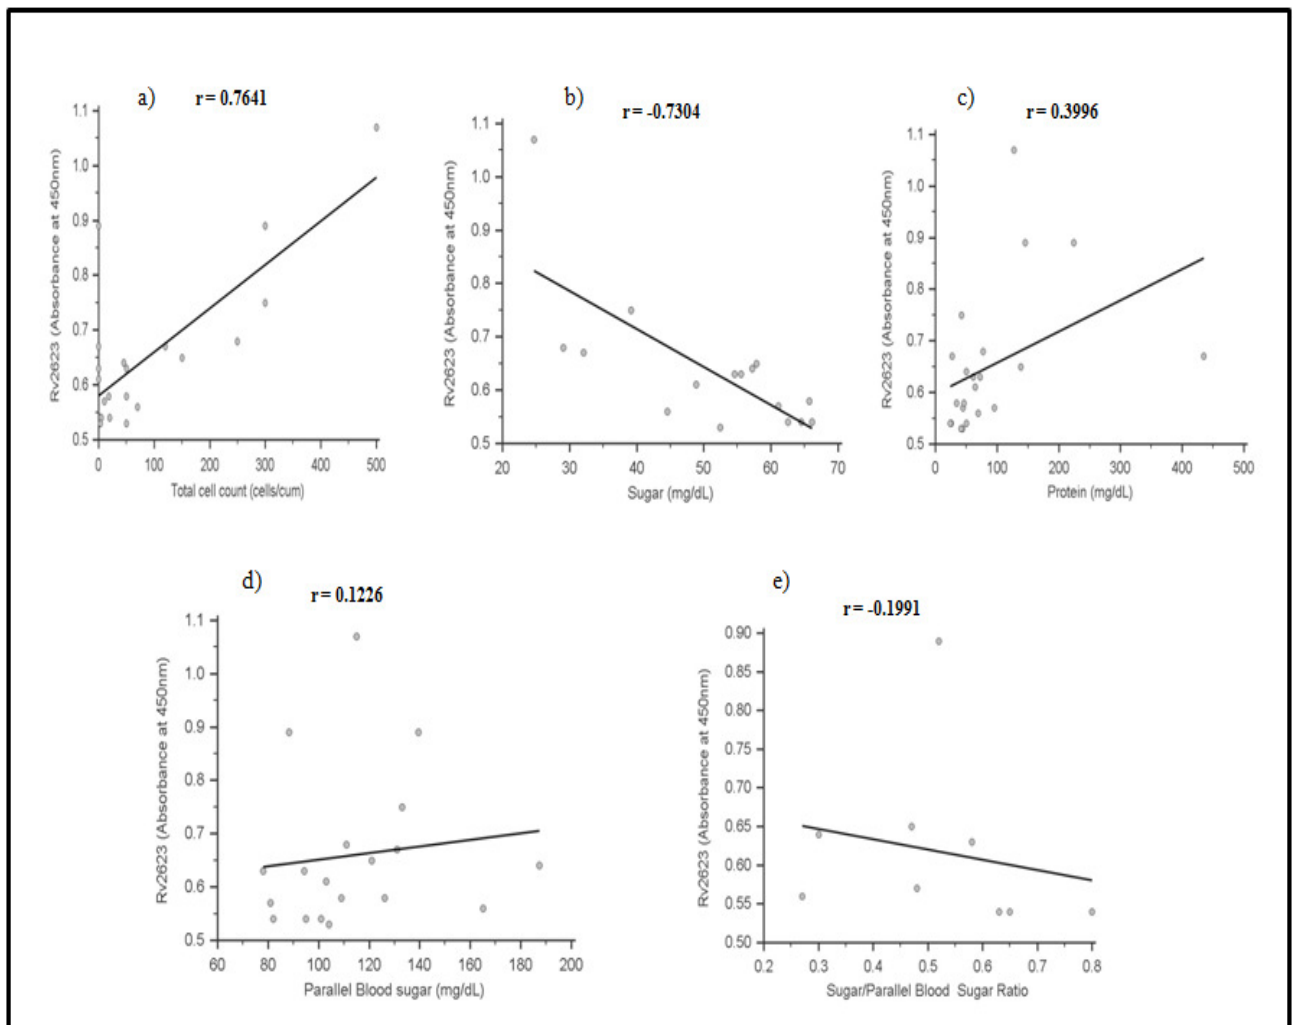 a)
r = 0.7641
Rv2623 (Absorbance at 450nm)
1.1
1.0
0.9
0.8
0.7
0.6
0.5
0 100 200 300 400 500
Total cell count (cells/cum)
b)
r = -0.7304
Rv2623 (Absorbance at 450nm)
1.1
1.0
0.9
0.8
0.7
0.6
0.5
20 30 40 50 60 70
Sugar (mg/dL)
c)
r = 0.3996
Rv2623 (Absorbance at 450nm)
1.1
1.0
0.9
0.8
0.7
0.6
0.5
0 100 200 300 400 500
Protein (mg/dL)
d)
r = 0.1226
Rv2623 (Absorbance at 450nm)
1.1
1.0
0.9
0.8
0.7
0.6
0.5
60 80 100 120 140 160 180 200
Parallel Blood sugar (mg/dL)
e)
r = -0.1991
Rv2623 (Absorbance at 450nm)
0.90
0.85
0.80
0.75
0.70
0.65
0.60
0.55
0.50
0.2 0.3 0.4 0.5 0.6 0.7 0.8
Sugar/Parallel Blood Sugar Ratio